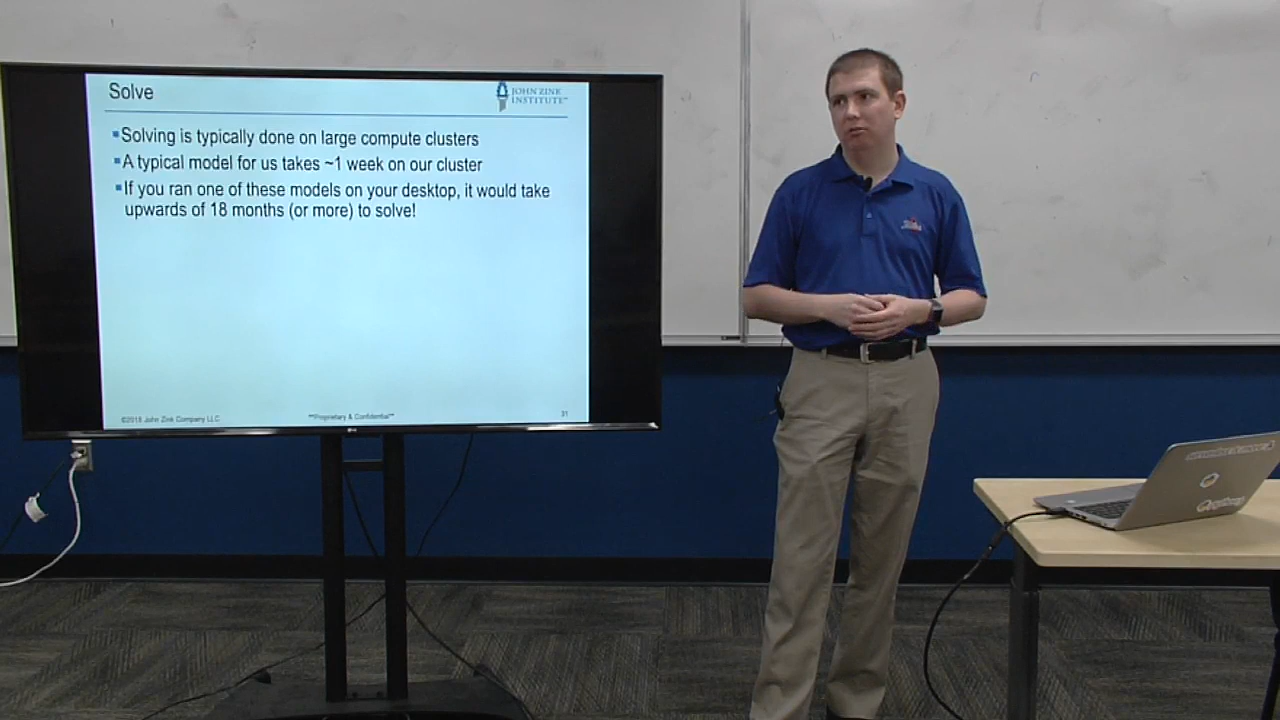 Solve
JOHN ZINK
INSTITUTE
▪Solving is typically done on large compute clusters
▪A typical model for us takes ~1 week on our cluster
▪If you ran one of these models on your desktop, it would take
upwards of 18 months (or more) to solve!
©2018 John Zink Company LLC.
**Proprietary & Confidential**
31
LG
python